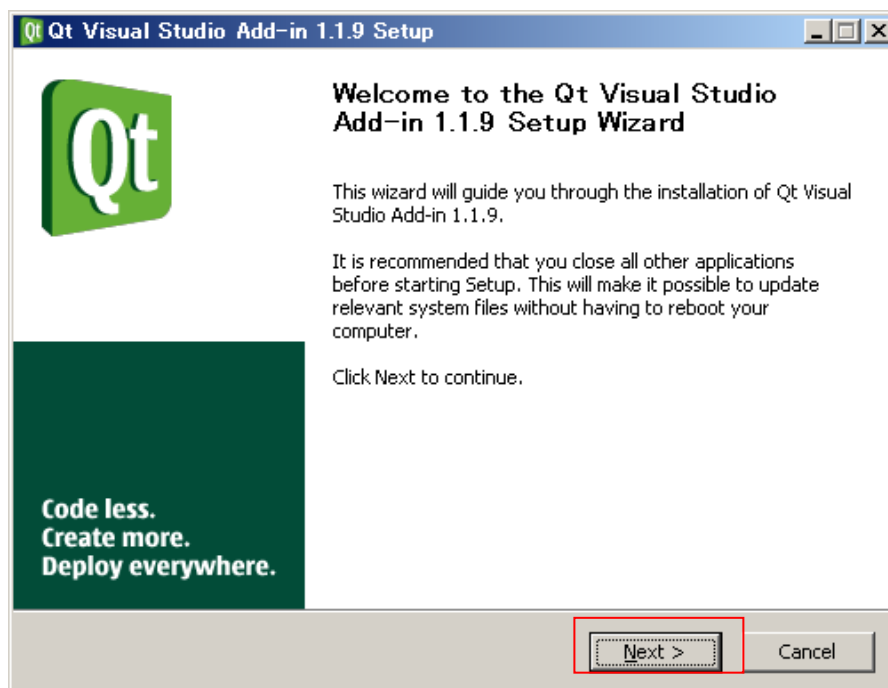 Qt Qt Visual Studio Add-in 1.1.9 Setup
Qt
Welcome to the Qt Visual Studio
Add-in 1.1.9 Setup Wizard
This wizard will guide you through the installation of Qt Visual
Studio Add-in 1.1.9.
It is recommended that you close all other applications
before starting Setup. This will make it possible to update
relevant system files without having to reboot your
computer.
Click Next to continue.
Code less.
Create more.
Deploy everywhere.
Next >
Cancel